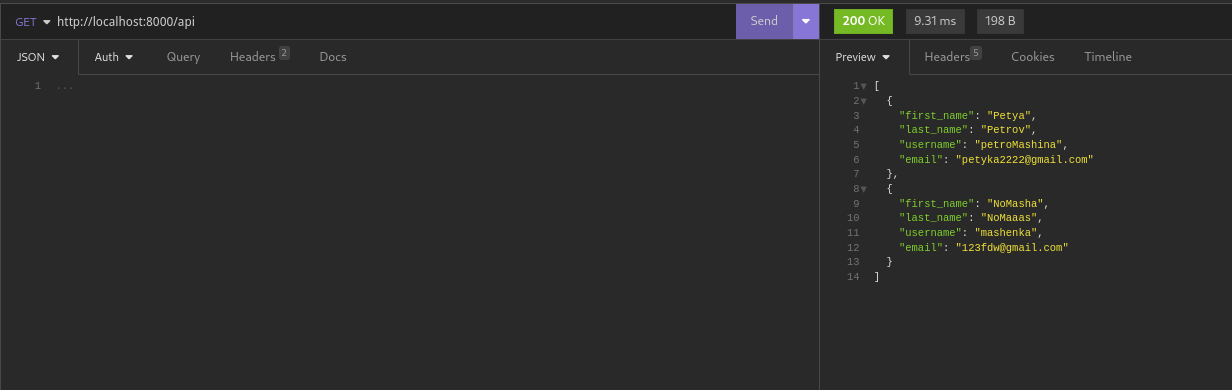 GET http://localhost:8000/api Send 200 OK 9.31 ms 198 B
JSON Auth Query Headers 2 Docs Preview Headers 5 Cookies Timeline
1 ...
1 [
2 {
3 "first_name": "Petya",
4 "last_name": "Petrov",
5 "username": "petroMashina",
6 "email": "petyka2222@gmail.com"
7 },
8 {
9 "first_name": "NoMasha",
10 "last_name": "NoMaaas",
11 "username": "mashenka",
12 "email": "123fdw@gmail.com"
13 }
14 ]